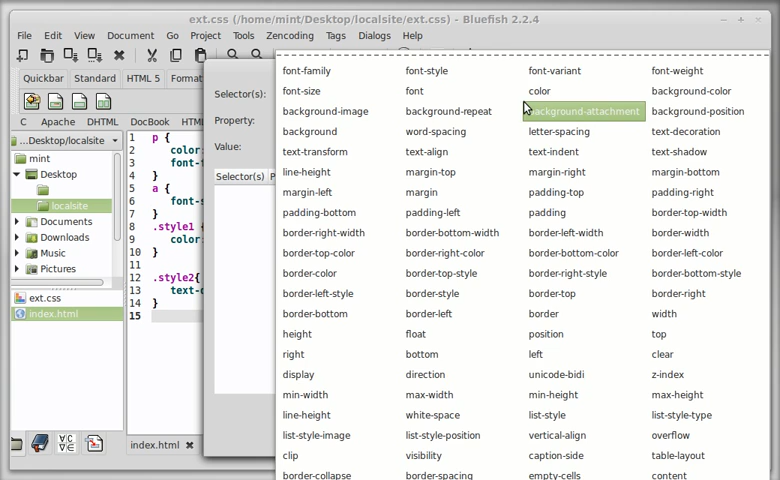 ext.css (/home/mint/Desktop/localsite/ext.css) - Bluefish 2.2.4
File Edit View Document Go Project Tools Zencoding Tags Dialogs Help
Quickbar Standard HTML 5
C Apache DHTML DocBook
...Desktop/localsite
mint
Desktop
localsite
Documents
Downloads
Music
Pictures
ext.css
index.html
1 p {
2 color:
3
4 }
5 a {
6
7 }
8 .style1 {
9 color:
10 }
11
12 .style2{
13
14 }
15
index.html
Selector(s):
Property:
Value:
Selector(s)
font-family font-style font-variant font-weight
font-size font color background-color
background-image background-repeat background-attachment background-position
background word-spacing letter-spacing text-decoration
text-transform text-align text-indent text-shadow
line-height margin-top margin-right margin-bottom
margin-left margin padding-top padding-right
padding-bottom padding-left padding border-top-width
border-right-width border-bottom-width border-left-width border-width
border-top-color border-right-color border-bottom-color border-left-color
border-color border-top-style border-right-style border-bottom-style
border-left-style border-style border-top border-right
border-bottom border-left border width
height float position top
right bottom left clear
display direction unicode-bidi z-index
min-width max-width min-height max-height
line-height white-space list-style list-style-type
list-style-image list-style-position vertical-align overflow
clip visibility caption-side table-layout
border-collapse border-spacing empty-cells content